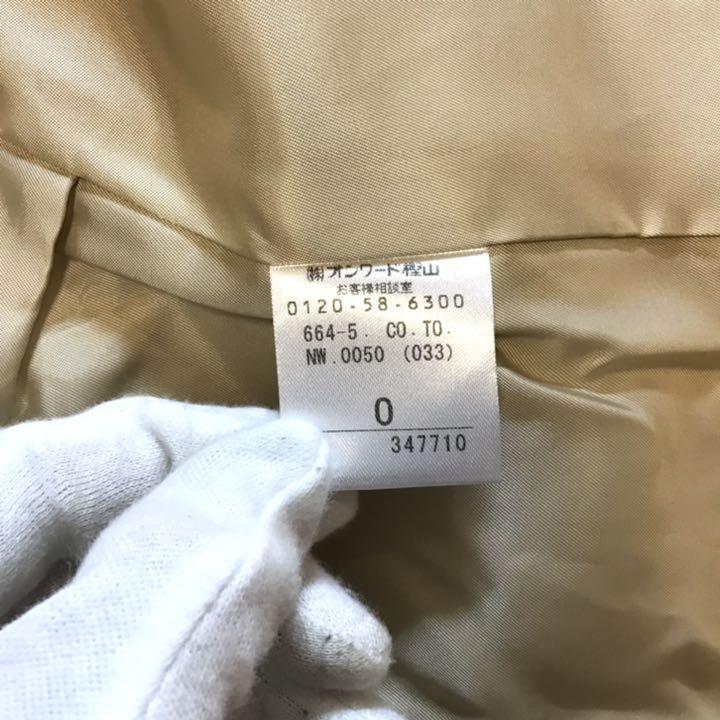 ㈱オンワード樫山
お客様相談室
0120-58-6300
664-5. CO.TO.
NW.0050 (033)
0
347710